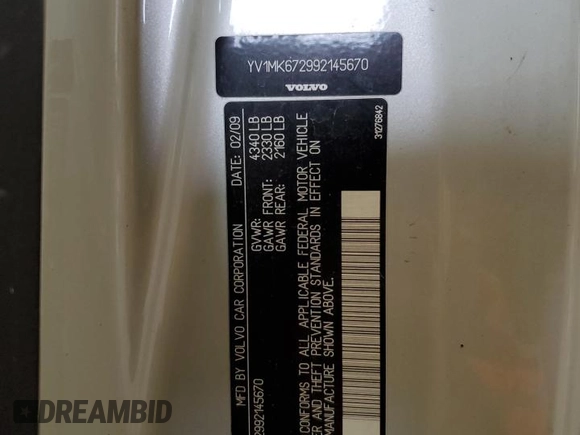 YV1MK672992145670
VOLVO
MFD BY VOLVO CAR CORPORATION DATE: 02/09
GVWR: 4340 LB
GAWR FRONT: 2330 LB
GAWR REAR: 2160 LB
CONFORMS TO ALL APPLICABLE FEDERAL MOTOR VEHICLE
AND THEFT PREVENTION STANDARDS IN EFFECT ON
MANUFACTURE SHOWN ABOVE.
2992145670
31276842
DREAMBID